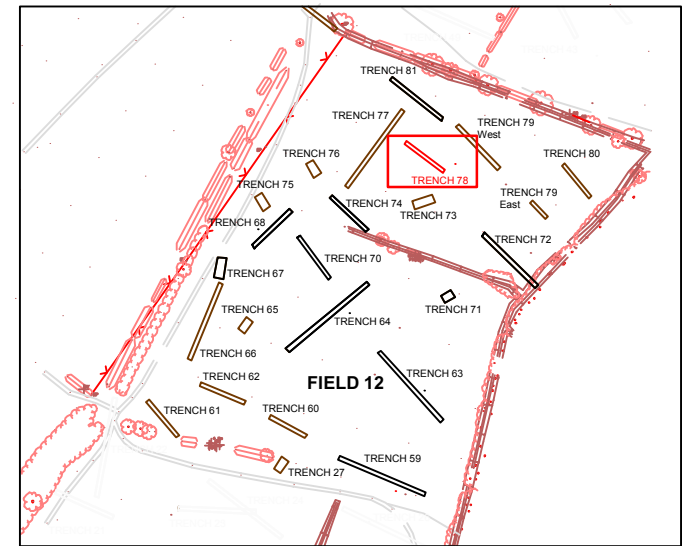 TRENCH 81
TRENCH 77
TRENCH 79
West
TRENCH 76
TRENCH 80
TRENCH 78
TRENCH 75
TRENCH 79
East
TRENCH 74
TRENCH 73
TRENCH 68
TRENCH 72
TRENCH 70
TRENCH 67
TRENCH 65
TRENCH 71
TRENCH 64
TRENCH 66
TRENCH 63
FIELD 12
TRENCH 62
TRENCH 61
TRENCH 60
TRENCH 59
TRENCH 27